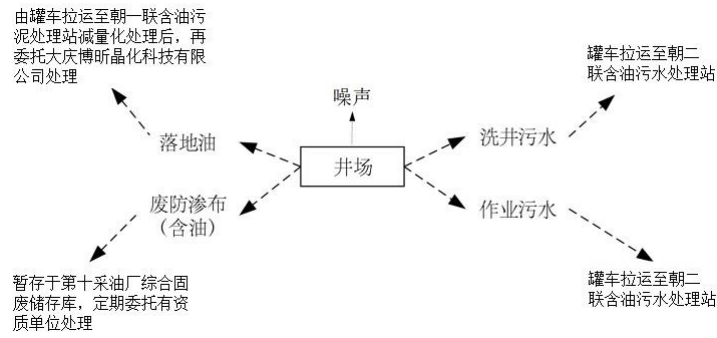 由罐车拉运至朝一联含油污
泥处理站减量化处理后，再
委托大庆博昕晶化科技有限
公司处理
罐车拉运至朝二
联含油污水处理站
噪声
落地油
井场
洗井污水
废防渗布
（含油）
作业污水
暂存于第十采油厂综合固
废储存库，定期委托有资
质单位处理
罐车拉运至朝二
联含油污水处理站